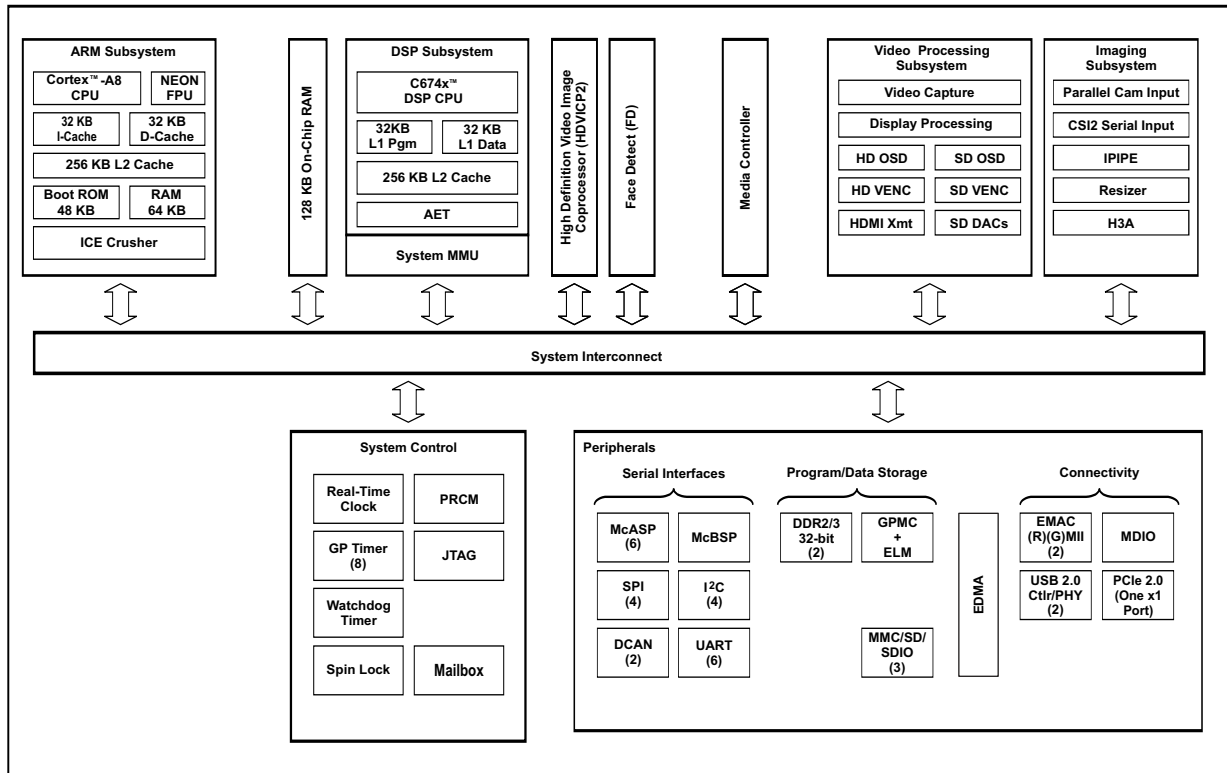 ARM Subsystem
Cortex™-A8
CPU
NEON
FPU
32 KB
I-Cache
32 KB
D-Cache
256 KB L2 Cache
Boot ROM
48 KB
RAM
64 KB
ICE Crusher
128 KB On-Chip RAM
DSP Subsystem
C674x™
DSP CPU
32KB
L1 Pgm
32 KB
L1 Data
256 KB L2 Cache
AET
System MMU
High Definition Video Image
Coprocessor (HDVICP2)
Face Detect (FD)
Media Controller
Video Processing
Subsystem
Video Capture
Display Processing
HD OSD
SD OSD
HD VENC
SD VENC
HDMI Xmt
SD DACs
Imaging
Subsystem
Parallel Cam Input
CSI2 Serial Input
IPIPE
Resizer
H3A
System Interconnect
System Control
Real-Time
Clock
PRCM
GP Timer
(8)
JTAG
Watchdog
Timer
Spin Lock
Mailbox
Peripherals
Serial Interfaces
McASP
(6)
McBSP
SPI
(4)
I²C
(4)
DCAN
(2)
UART
(6)
Program/Data Storage
DDR2/3
32-bit
(2)
GPMC
+
ELM
MMC/SD/
SDIO
(3)
EDMA
Connectivity
EMAC
(R)(G)MII
(2)
MDIO
USB 2.0
Ctlr/PHY
(2)
PCIe 2.0
(One x1
Port)